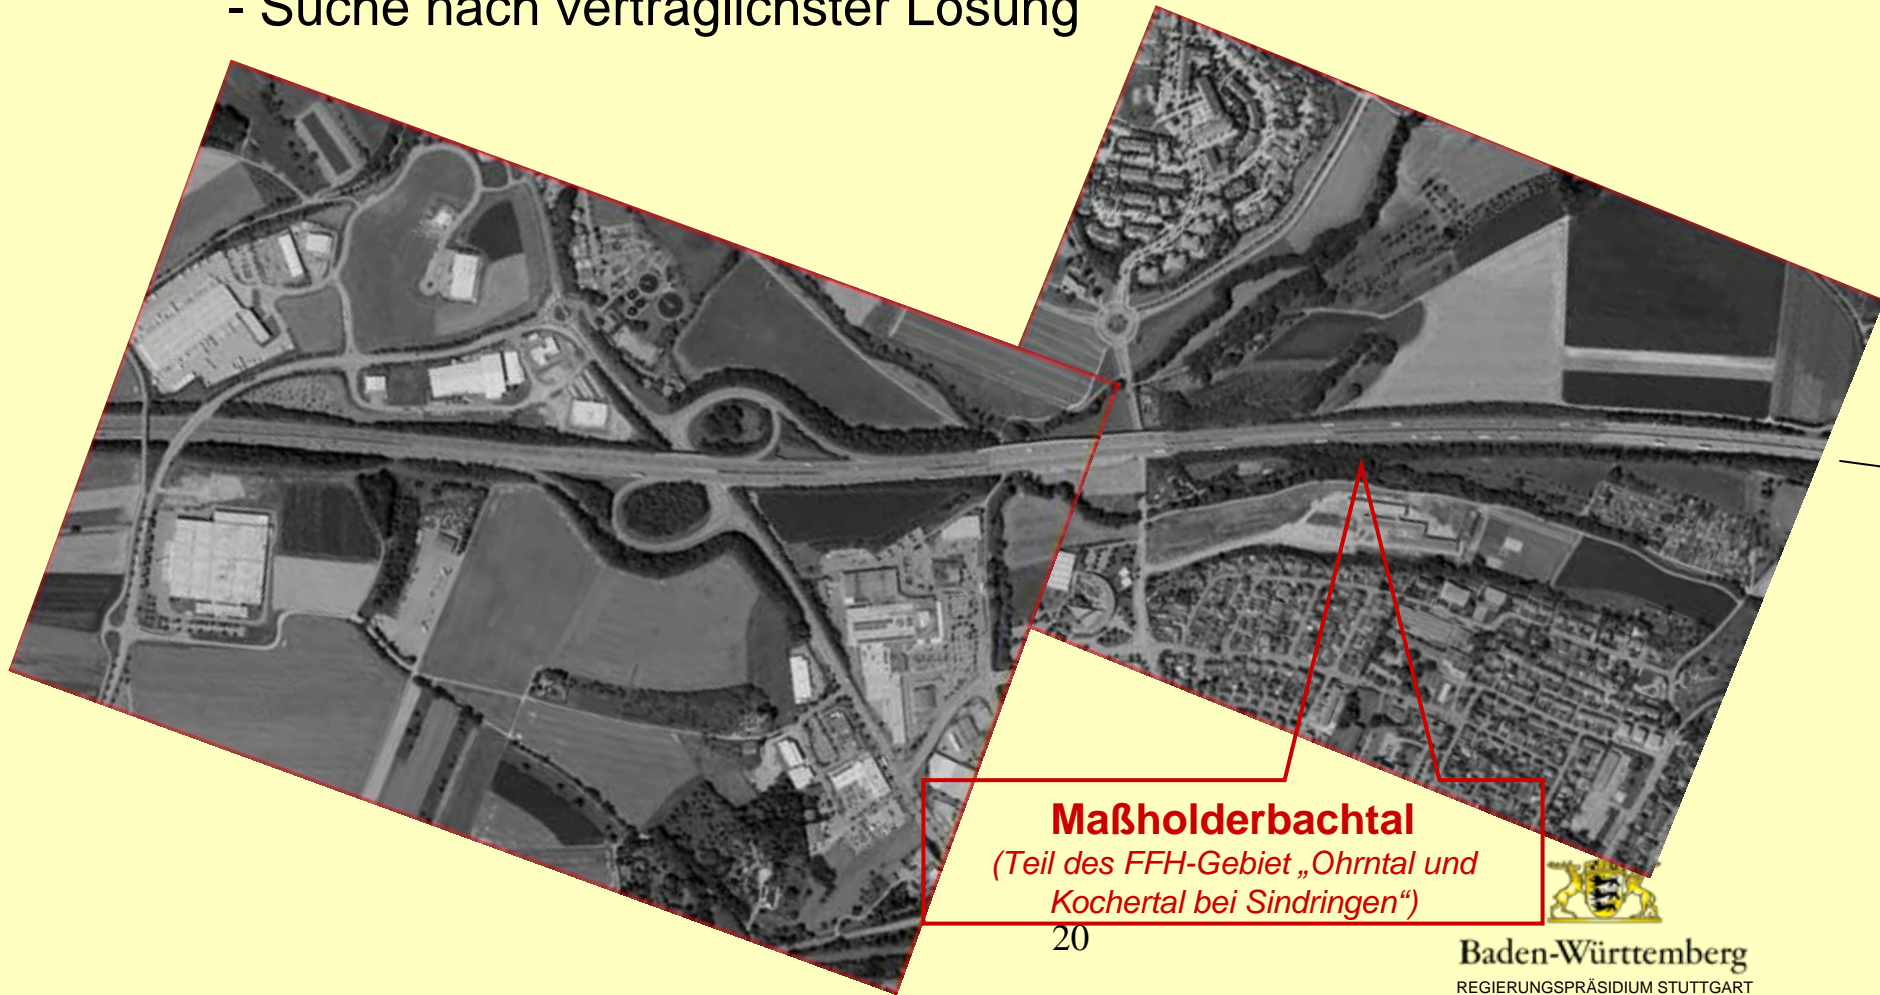 - Suche nach verträglichster Lösung
Maßholderbachtal
(Teil des FFH-Gebiet „Ohrntal und
Kochertal bei Sindringen“)
20
Baden-Württemberg
REGIERUNGSPRÄSIDIUM STUTTGART